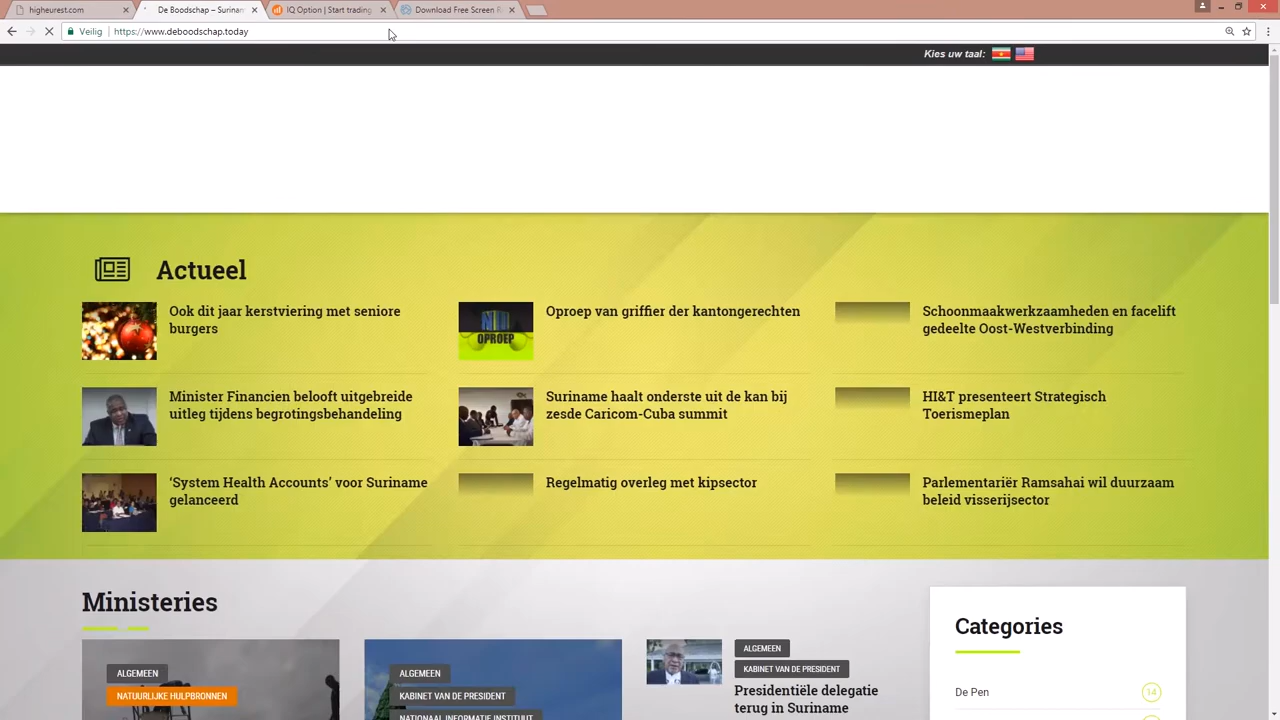 higheurest.com
De Boodschap – Surinam
IQ Option | Start trading
Download Free Screen R
Veilig
https://www.deboodschap.today
Kies uw taal:
Actueel
Ook dit jaar kerstviering met seniore
burgers
Oproep van griffier der kantongerechten
Schoonmaakwerkzaamheden en facelift
gedeelte Oost-Westverbinding
OPROEP
Minister Financien belooft uitgebreide
uitleg tijdens begrotingsbehandeling
Suriname haalt onderste uit de kan bij
zesde Caricom-Cuba summit
HI&T presenteert Strategisch
Toerismeplan
‘System Health Accounts’ voor Suriname
gelanceerd
Regelmatig overleg met kipsector
Parlementariër Ramsahai wil duurzaam
beleid visserijsector
Ministeries
ALGEMEEN
NATUURLIJKE HULPBRONNEN
ALGEMEEN
KABINET VAN DE PRESIDENT
NATIONAAL INFORMATIE INSTITUUT
ALGEMEEN
KABINET VAN DE PRESIDENT
Presidentiële delegatie
terug in Suriname
Categories
De Pen
14